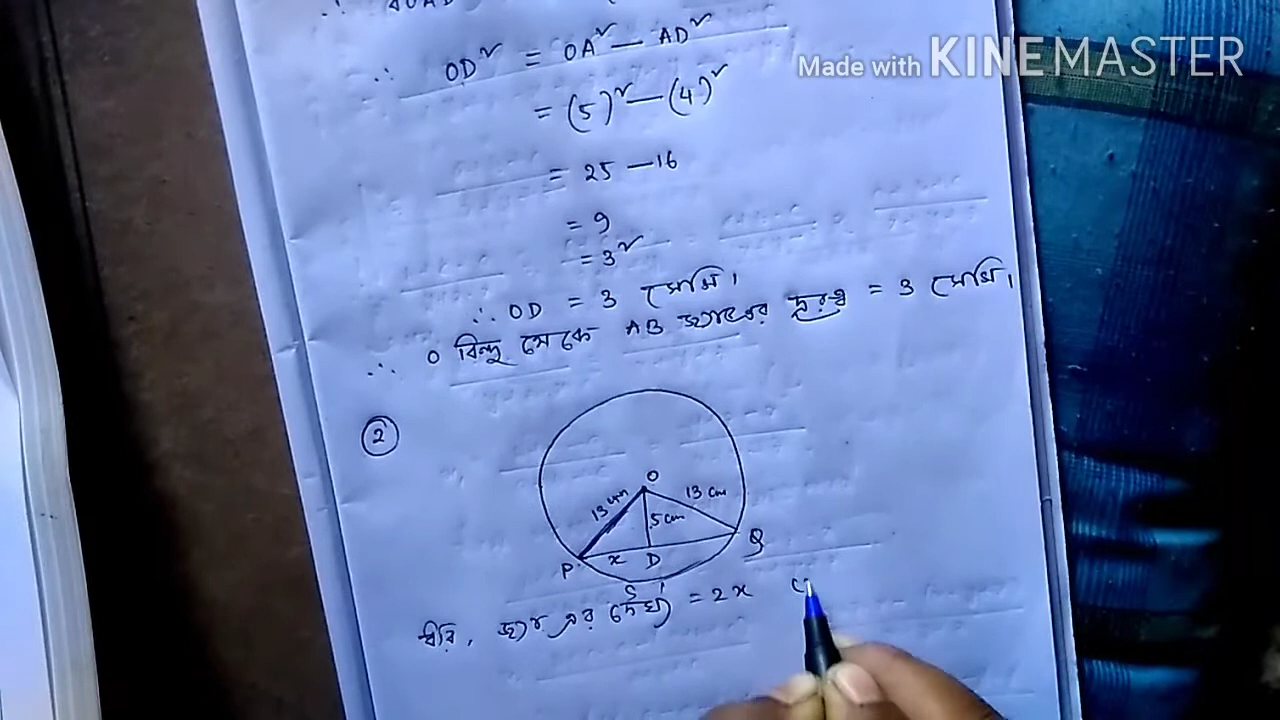 ∴ OD² = OA² — AD²
Made with KINEMASTER
= (5)² — (4)²
= 25 — 16
= 9
= 3²
∴ OD = 3 সেমি।
∴ O বিন্দু থেকে AB জ্যাএর দূরত্ব = 3 সেমি।
2
O
13 cm
13 cm
5 cm
P x D Q
ধরি, জ্যা এর দৈর্ঘ্য = 2x